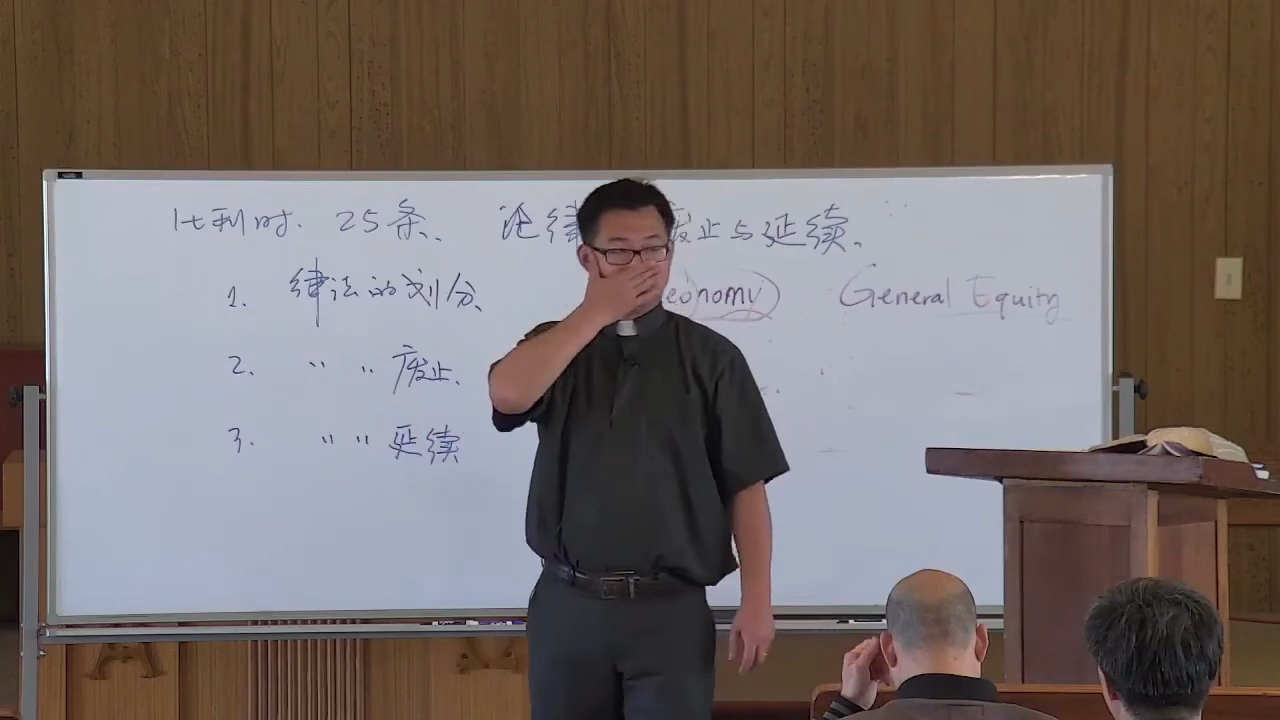 比利时. 25条. 论律 废止与延续.
1. 律法的划分. eonomy) General Equity
2. " " 废止.
3. " " 延续